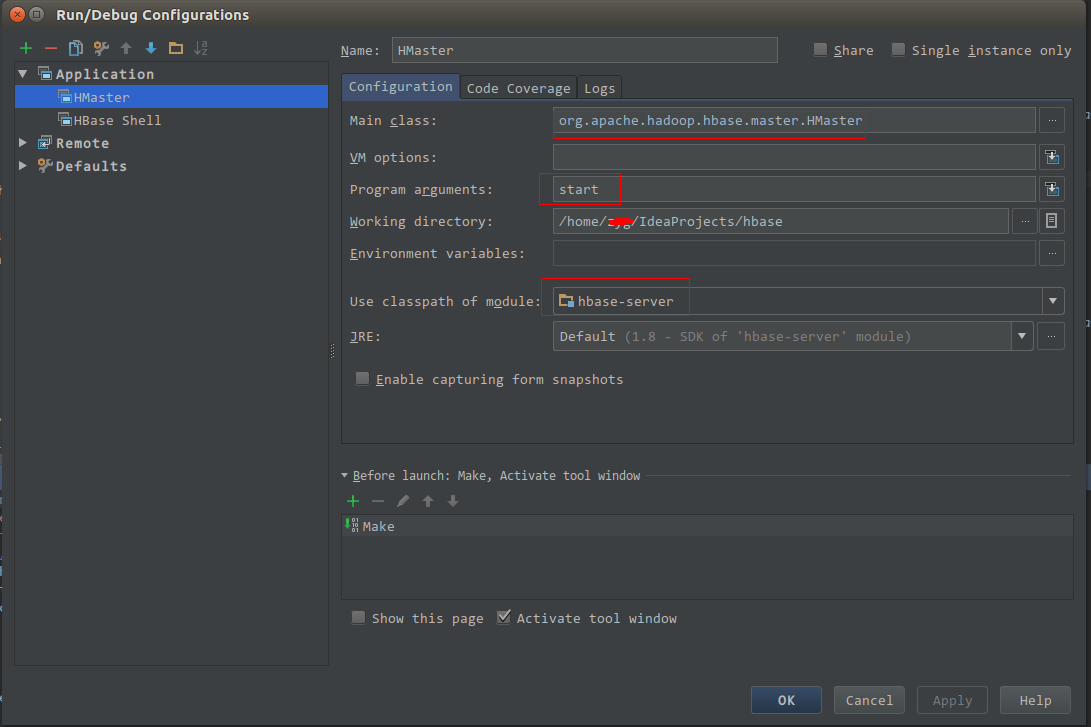 Run/Debug Configurations
Name: HMaster Share Single instance only
Application
HMaster
HBase Shell
Remote
Defaults
Configuration Code Coverage Logs
Main class: org.apache.hadoop.hbase.master.HMaster
VM options:
Program arguments: start
Working directory: /home/ /IdeaProjects/hbase
Environment variables:
Use classpath of module: hbase-server
JRE: Default (1.8 - SDK of 'hbase-server' module)
Enable capturing form snapshots
Before launch: Make, Activate tool window
Make
Show this page Activate tool window
OK Cancel Apply Help